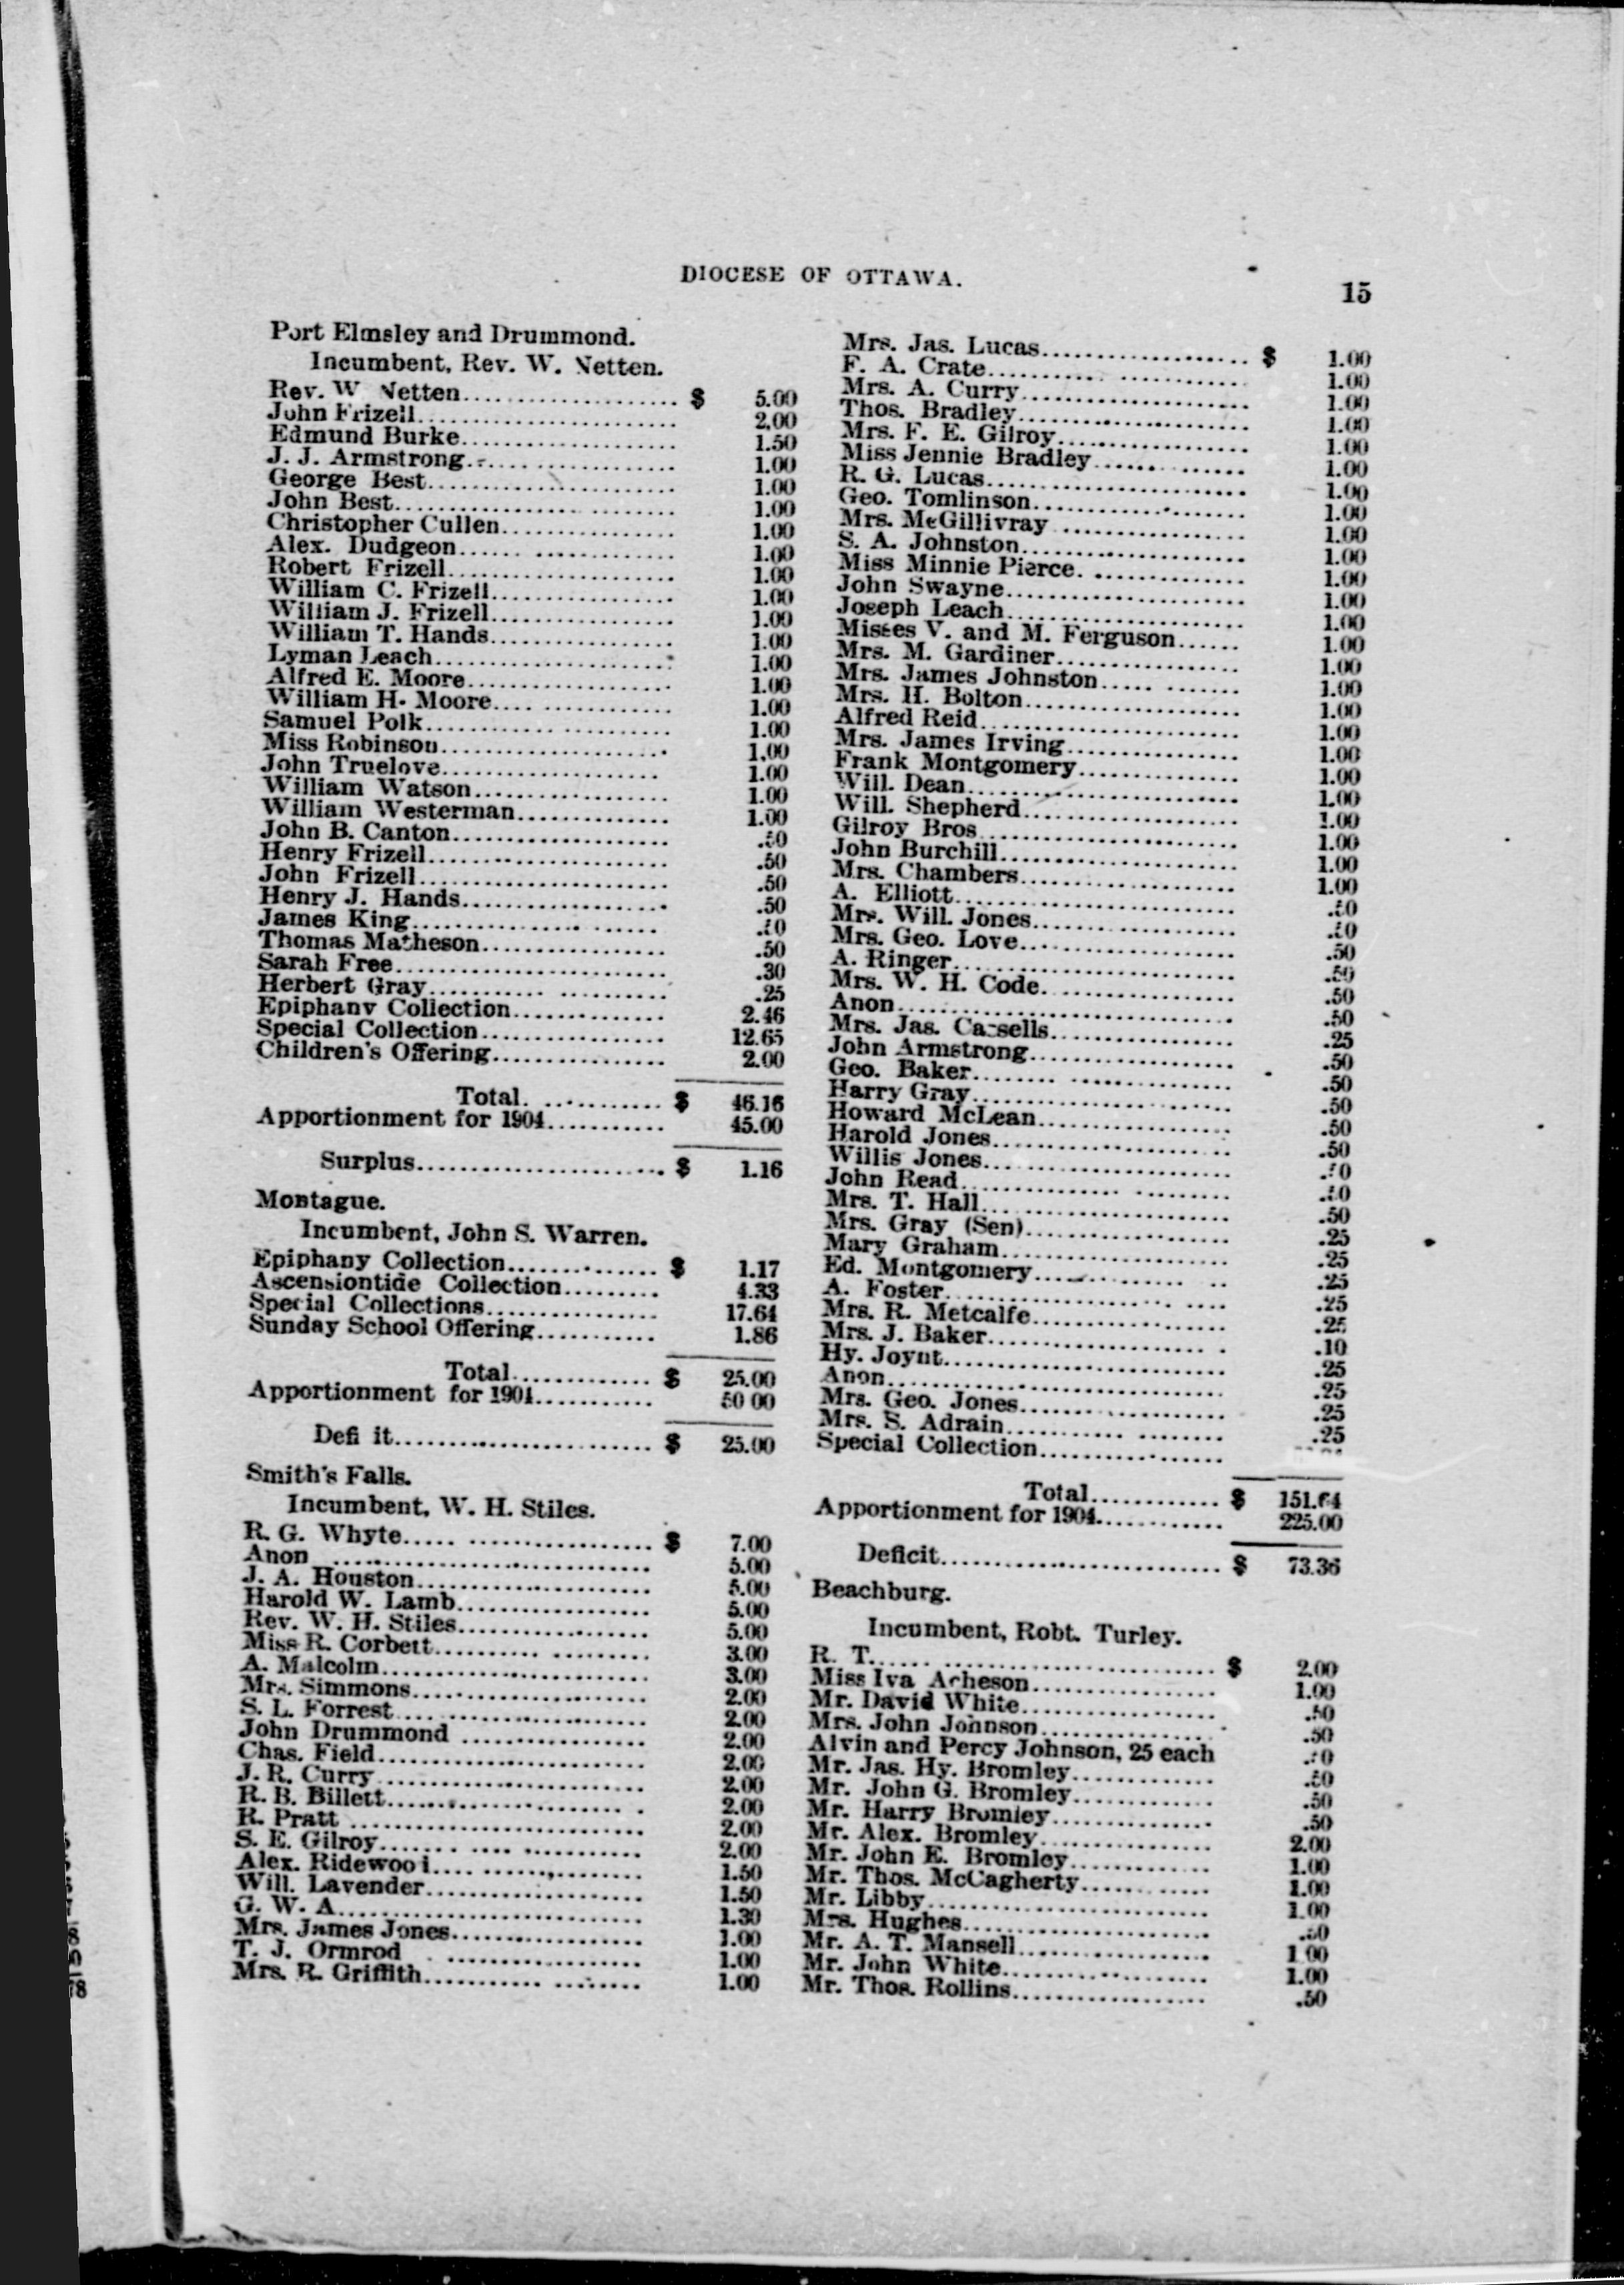 DIOCESE OF OTTAWA.
15
Port Elmsley and Drummond.
Incumbent, Rev. W. Netten.
Rev. W Netten.................... $ 5.00
John Frizell........................ 2.00
Edmund Burke.................... 1.50
J. J. Armstrong.................... 1.00
George Best........................ 1.00
John Best........................ 1.00
Christopher Cullen................ 1.00
Alex. Dudgeon.................... 1.00
Robert Frizell.................... 1.00
William C. Frizell................ 1.00
William J. Frizell................ 1.00
William T. Hands................ 1.00
Lyman Leach.................... 1.00
Alfred E. Moore.................... 1.00
William H. Moore................ 1.00
Samuel Polk.................... 1.00
Miss Robinson.................... 1.00
John Truelove.................... 1.00
William Watson.................... 1.00
William Westerman.............. 1.00
John B. Canton.................... .50
Henry Frizell.................... .50
John Frizell.................... .50
Henry J. Hands.................... .50
James King.................... .50
Thomas Matheson................ .50
Sarah Free........................ .30
Herbert Gray.................... .25
Epiphany Collection.............. 2.46
Special Collection................ 12.65
Children's Offering................ 2.00
Total............. $ 46.16
Apportionment for 1904........... 45.00
Surplus........................ $ 1.16
Montague.
Incumbent, John S. Warren.
Epiphany Collection.............. $ 1.17
Ascensiontide Collection......... 4.33
Special Collections................ 17.64
Sunday School Offering........... 1.86
Total............. $ 25.00
Apportionment for 1904........... 50 00
Defi it........................ $ 25.00
Smith's Falls.
Incumbent, W. H. Stiles.
R. G. Whyte..................... $ 7.00
Anon ........................ 5.00
J. A. Houston.................... 5.00
Harold W. Lamb.................. 5.00
Rev. W. H. Stiles.................. 5.00
Miss R. Corbett.................... 3.00
A. Malcolm........................ 3.00
Mrs. Simmons.................... 2.00
S. L. Forrest.................... 2.00
John Drummond ................ 2.00
Chas. Field........................ 2.00
J. R. Curry........................ 2.00
R. B. Billett.................... 2.00
R. Pratt ........................ 2.00
S. E. Gilroy.................... 2.00
Alex. Ridewoo i.................. 1.50
Will. Lavender.................... 1.50
G. W. A........................ 1.30
Mrs. James Jones................ 1.00
T. J. Ormrod .................. 1.00
Mrs. R. Griffith.................. 1.00
Mrs. Jas. Lucas.................... $ 1.00
F. A. Crate........................ 1.00
Mrs. A. Curry.................... 1.00
Thos. Bradley.................... 1.00
Mrs. F. E. Gilroy................ 1.00
Miss Jennie Bradley.............. 1.00
R. G. Lucas........................ 1.00
Geo. Tomlinson.................... 1.00
Mrs. McGillivray ................ 1.00
S. A. Johnston.................... 1.00
Miss Minnie Pierce................ 1.00
John Swayne.................... 1.00
Joseph Leach.................... 1.00
Misses V. and M. Ferguson...... 1.00
Mrs. M. Gardiner................ 1.00
Mrs. James Johnston............ 1.00
Mrs. H. Bolton.................... 1.00
Alfred Reid........................ 1.00
Mrs. James Irving................ 1.00
Frank Montgomery.............. 1.00
Will. Dean........................ 1.00
Will. Shepherd.................... 1.00
Gilroy Bros........................ 1.00
John Burchill.................... 1.00
Mrs. Chambers.................... 1.00
A. Elliott........................ .50
Mrs. Will. Jones.................. .50
Mrs. Geo. Love.................... .50
A. Ringer........................ .50
Mrs. W. H. Code.................. .50
Anon........................ .50
Mrs. Jas. Cassells................ .25
John Armstrong.................. .50
Geo. Baker........................ .50
Harry Gray........................ .50
Howard McLean.................. .50
Harold Jones.................... .50
Willis Jones.................... .50
John Read........................ .50
Mrs. T. Hall.................... .50
Mrs. Gray (Sen).................. .25
Mary Graham.................... .25
Ed. Montgomery.................. .25
A. Foster........................ .25
Mrs. R. Metcalfe.................. .25
Mrs. J. Baker.................... .10
Hy. Joynt........................ .25
Anon........................ .25
Mrs. Geo. Jones.................. .25
Mrs. S. Adrain.................... .25
Special Collection................
Total............ $ 151.64
Apportionment for 1904............ 225.00
Deficit........................ $ 73.36
Beachburg.
Incumbent, Robt. Turley.
R. T........................ $ 2.00
Miss Iva Acheson................ 1.00
Mr. David White.................. .50
Mrs. John Johnson................ .50
Alvin and Percy Johnson, 25 each .50
Mr. Jas. Hy. Bromley............ .50
Mr. John G. Bromley............ .50
Mr. Harry Bromley.............. .50
Mr. Alex. Bromley................ 2.00
Mr. John E. Bromley............ 1.00
Mr. Thos. McCagherty............ 1.00
Mr. Libby........................ 1.00
Mrs. Hughes.................... .50
Mr. A. T. Mansell................ 1 00
Mr. John White.................. 1.00
Mr. Thos. Rollins................ .50